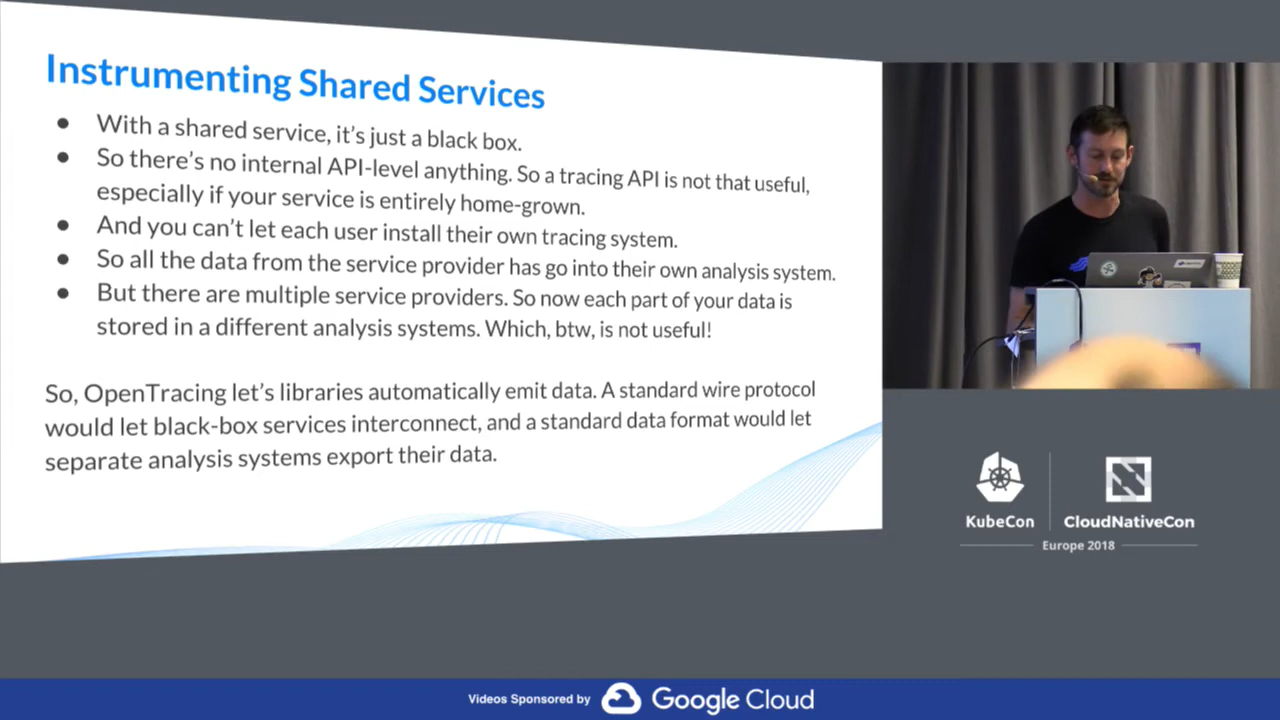 Instrumenting Shared Services
● With a shared service, it's just a black box.
● So there's no internal API-level anything. So a tracing API is not that useful,
especially if your service is entirely home-grown.
● And you can't let each user install their own tracing system.
● So all the data from the service provider has go into their own analysis system.
● But there are multiple service providers. So now each part of your data is
stored in a different analysis systems. Which, btw, is not useful!
So, OpenTracing let's libraries automatically emit data. A standard wire protocol
would let black-box services interconnect, and a standard data format would let
separate analysis systems export their data.
KubeCon
CloudNativeCon
Europe 2018
Videos Sponsored by
Google Cloud